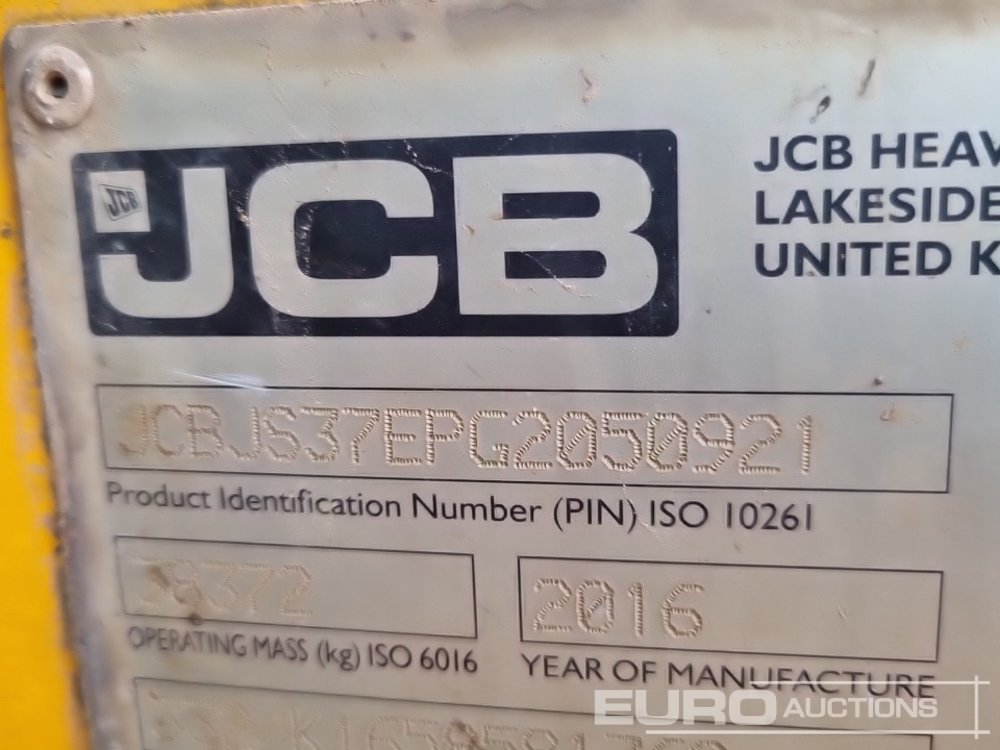 JCB
JCB
JCB HEAV
LAKESIDE
UNITED K
JCBJS37EPG2050921
Product Identification Number (PIN) ISO 10261
38372
2016
OPERATING MASS (kg) ISO 6016
YEAR OF MANUFACTURE
EURO AUCTIONS